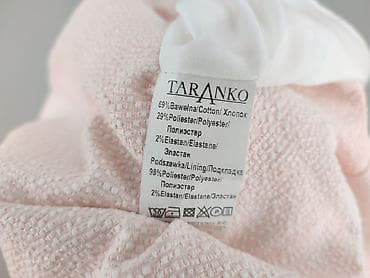 TARANKO
69%Bawełna/Cotton/ Хлопок
29%Poliester/Polyester/
Полиэстер
2%Elastan/Elastane/
Эластан
Podszewka/Lining/Подкладка
98%Poliester/Polyester/
Полиэстер
2%Elastan/Elastane/Эластан